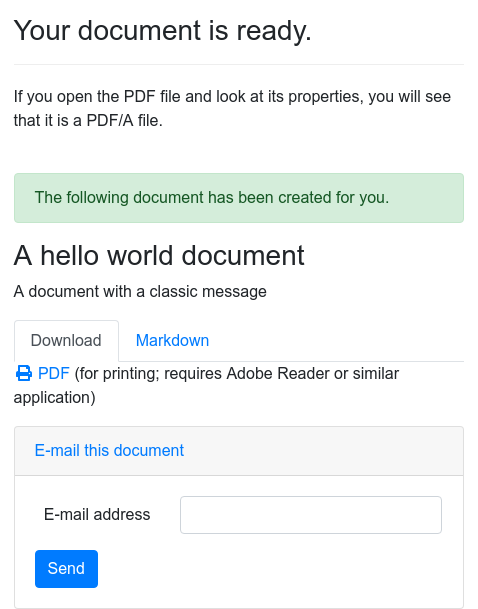 Your document is ready.
If you open the PDF file and look at its properties, you will see
that it is a PDF/A file.
The following document has been created for you.
A hello world document
A document with a classic message
Download Markdown
PDF (for printing; requires Adobe Reader or similar
application)
E-mail this document
E-mail address
Send